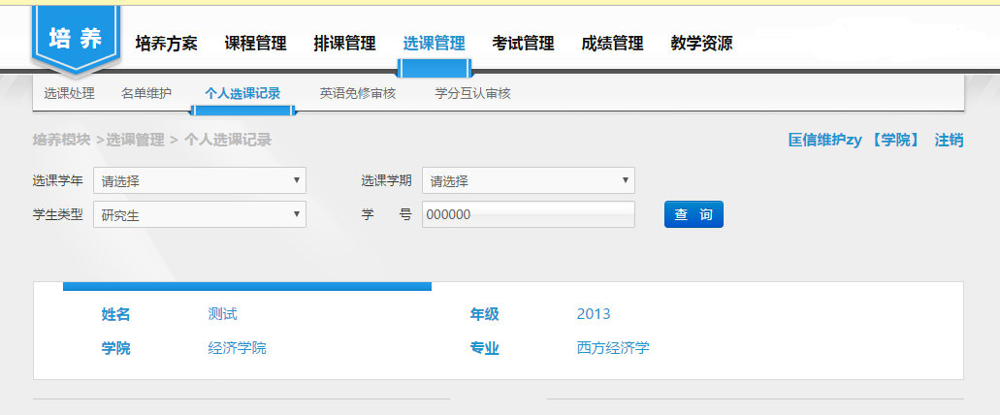 培 养
培养方案 课程管理 排课管理 选课管理 考试管理 成绩管理 教学资源
选课处理 名单维护 个人选课记录 英语免修审核 学分互认审核
培养模块 >选课管理 > 个人选课记录 匡信维护zy 【学院】 注销
选课学年 请选择 选课学期 请选择
学生类型 研究生 学 号 000000 查 询
姓名 测试 年级 2013
学院 经济学院 专业 西方经济学